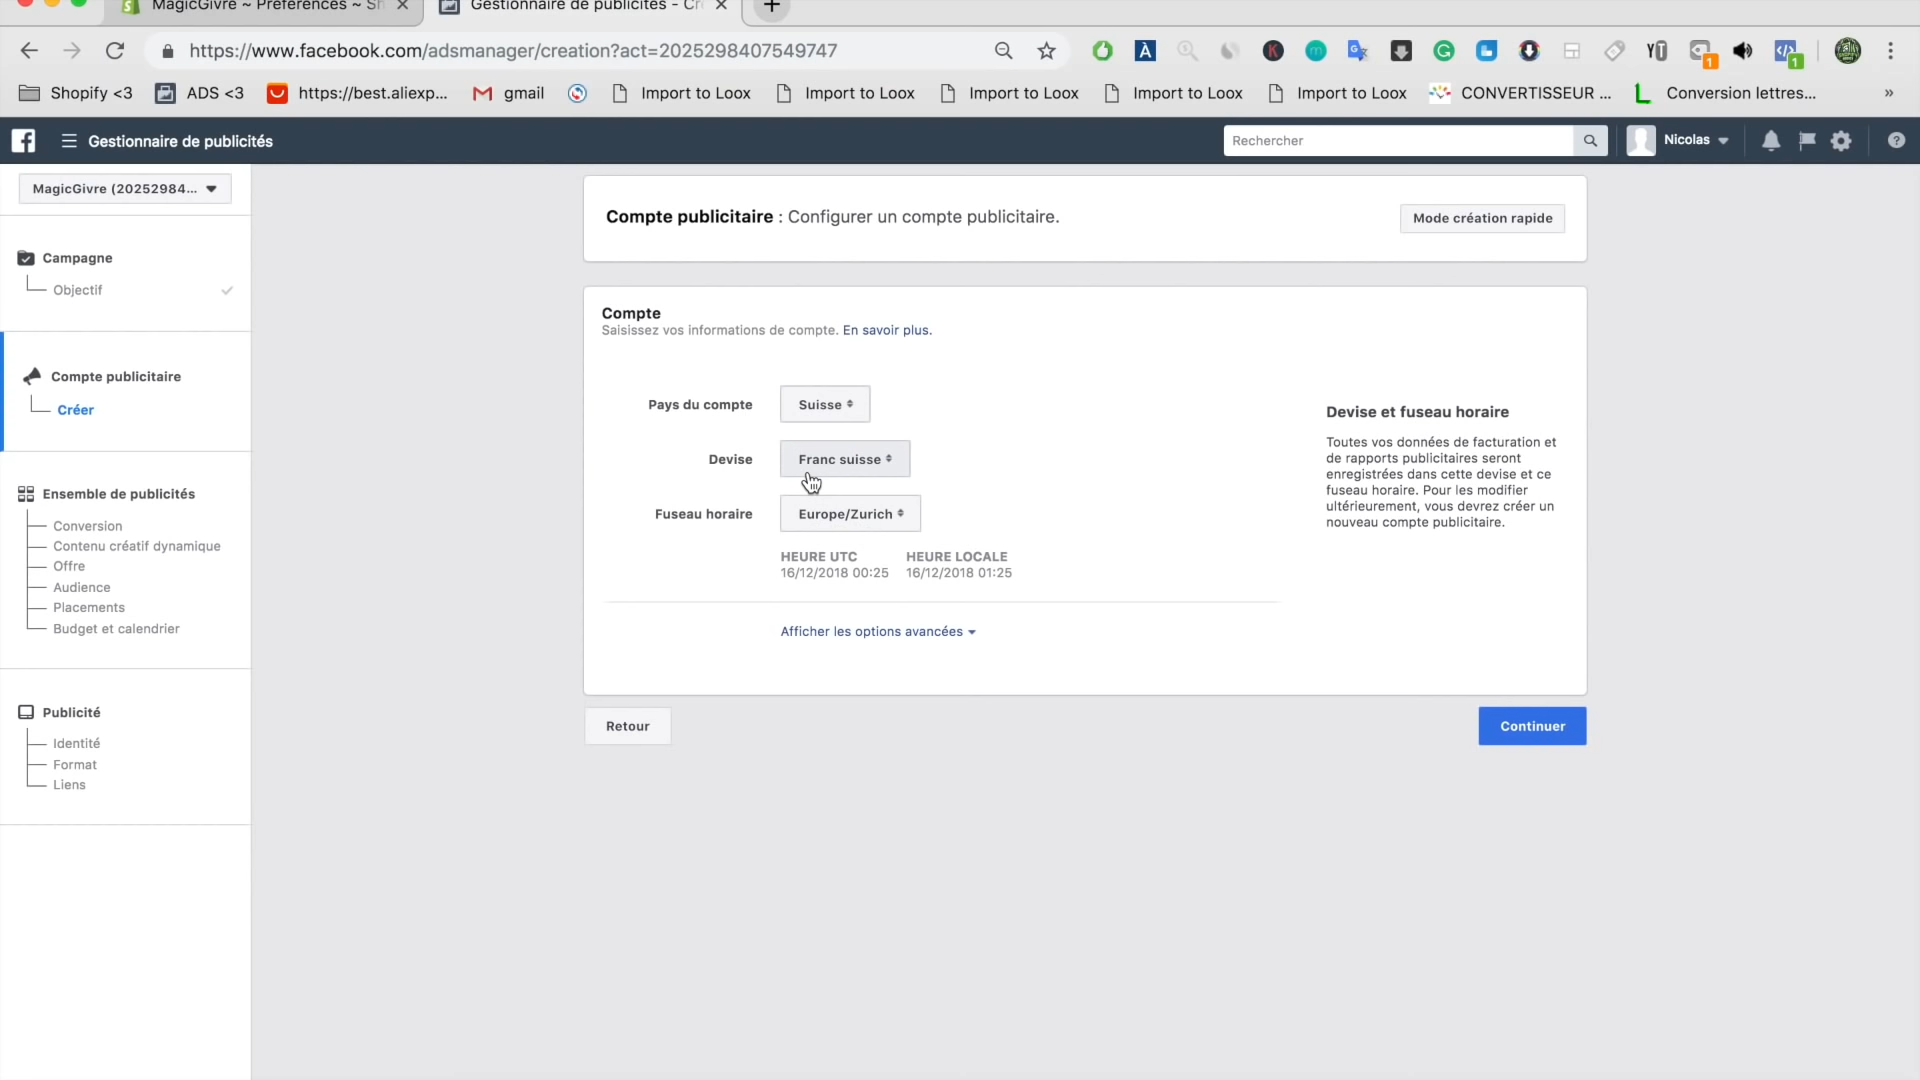 MagicGivre ~ Préférences ~ Sh
Gestionnaire de publicités - Cr
https://www.facebook.com/adsmanager/creation?act=2025298407549747
Shopify <3
ADS <3
https://best.aliexp...
gmail
Import to Loox
Import to Loox
Import to Loox
Import to Loox
Import to Loox
CONVERTISSEUR ...
Conversion lettres...
»
Gestionnaire de publicités
Rechercher
Nicolas
MagicGivre (20252984...
Campagne
Objectif
Compte publicitaire
Créer
Ensemble de publicités
Conversion
Contenu créatif dynamique
Offre
Audience
Placements
Budget et calendrier
Publicité
Identité
Format
Liens
Compte publicitaire : Configurer un compte publicitaire.
Mode création rapide
Compte
Saisissez vos informations de compte. En savoir plus.
Pays du compte
Suisse
Devise
Franc suisse
Fuseau horaire
Europe/Zurich
HEURE UTC
16/12/2018 00:25
HEURE LOCALE
16/12/2018 01:25
Afficher les options avancées
Devise et fuseau horaire
Toutes vos données de facturation et
de rapports publicitaires seront
enregistrées dans cette devise et ce
fuseau horaire. Pour les modifier
ultérieurement, vous devrez créer un
nouveau compte publicitaire.
Retour
Continuer